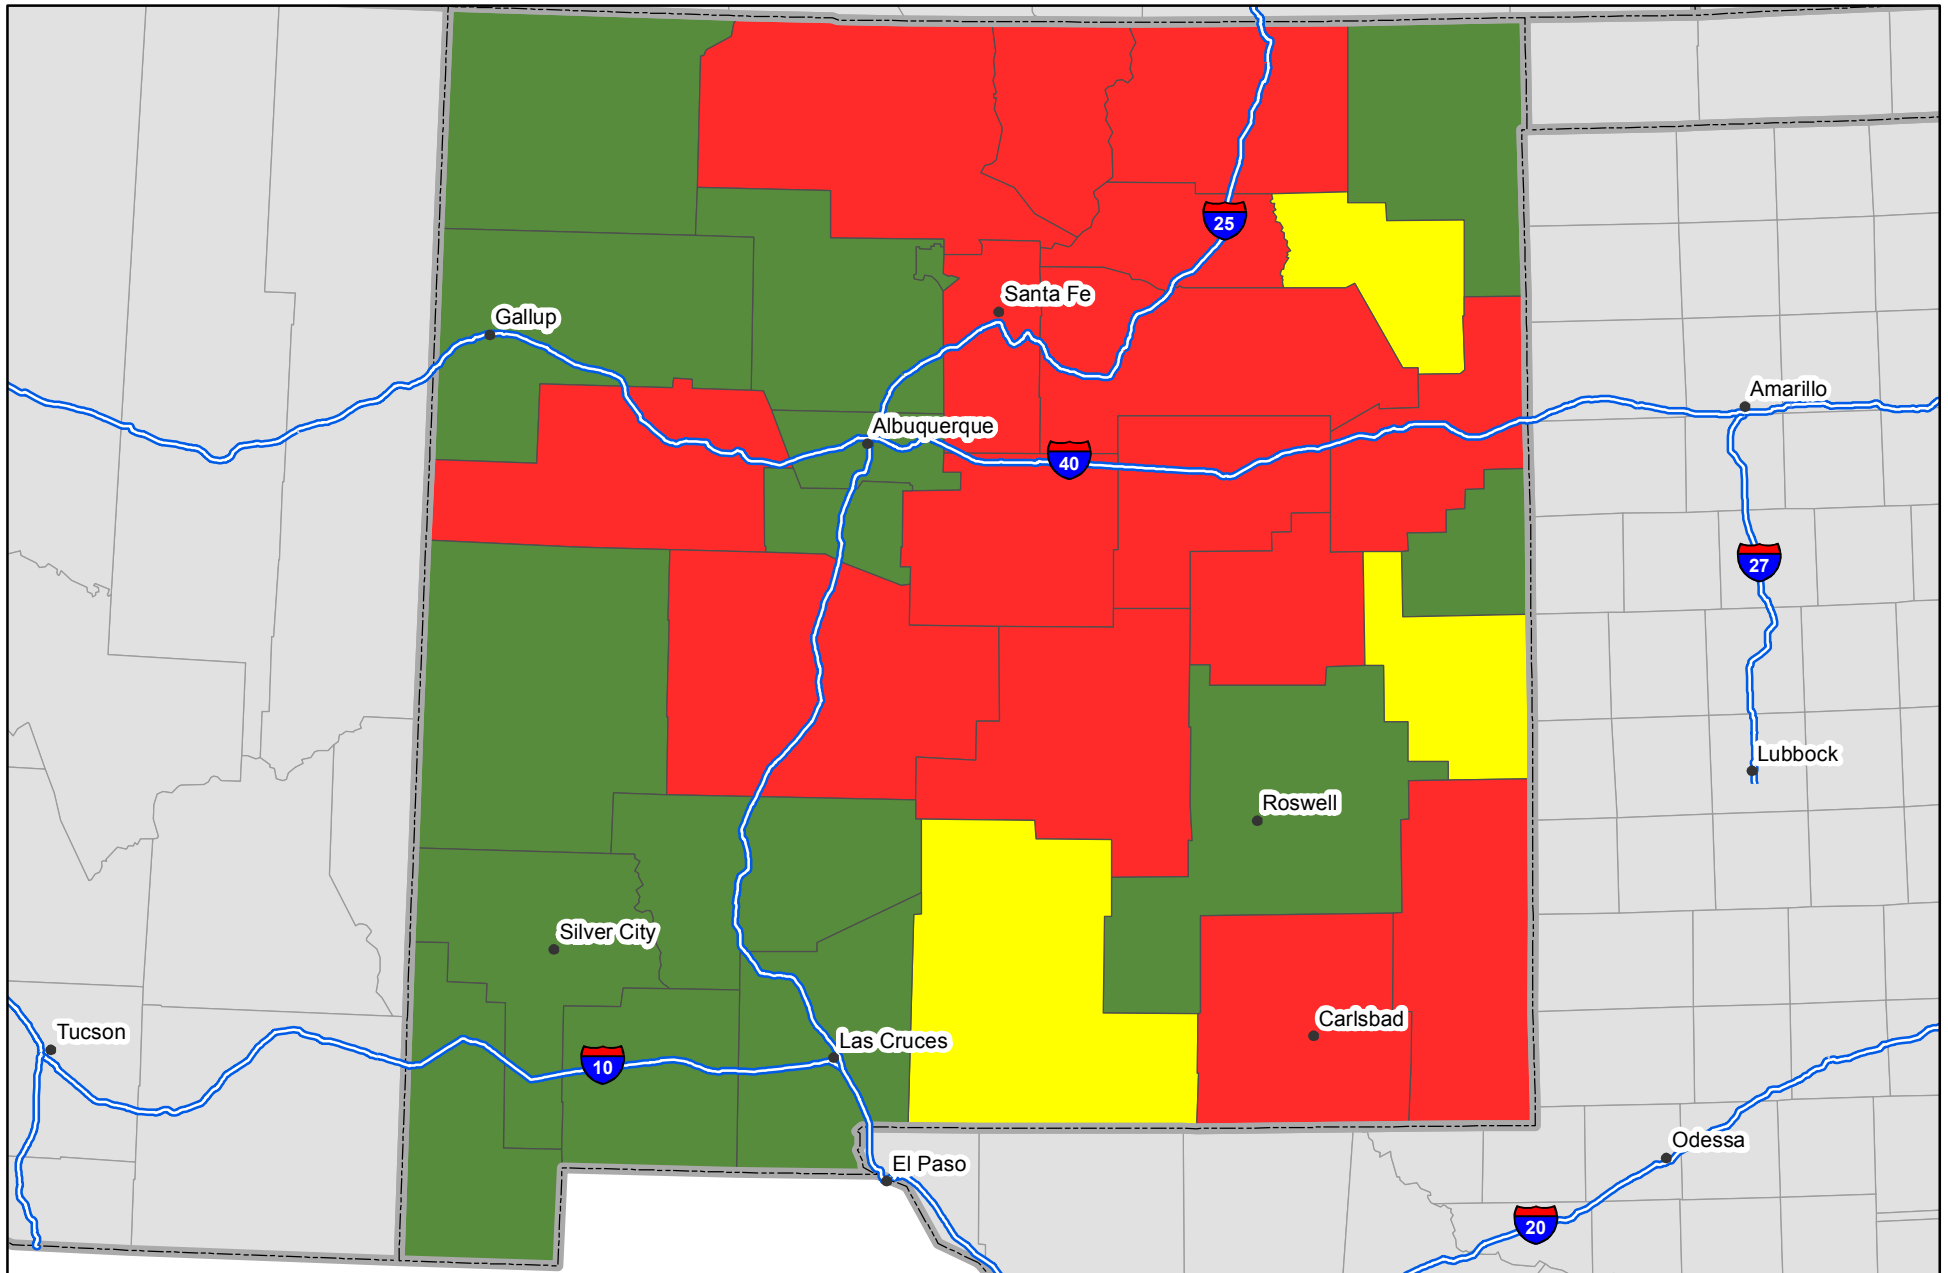 25
Santa Fe
Gallup
Amarillo
Albuquerque
40
27
Lubbock
Roswell
Silver City
Carlsbad
Tucson
Las Cruces
10
Odessa
El Paso
20